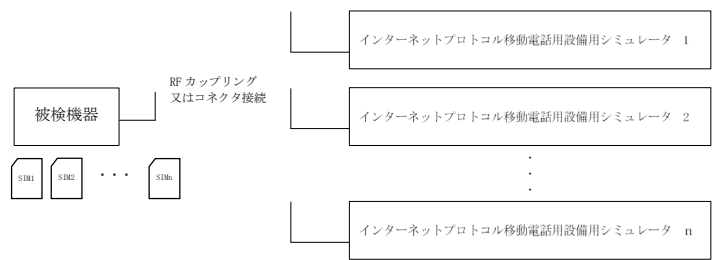 インターネットプロトコル移動電話用設備用シミュレータ 1
RF カップリング
又はコネクタ接続
被検機器
インターネットプロトコル移動電話用設備用シミュレータ 2
SIM1 SIM2 ・・・ SIMn
・
・
・
インターネットプロトコル移動電話用設備用シミュレータ n